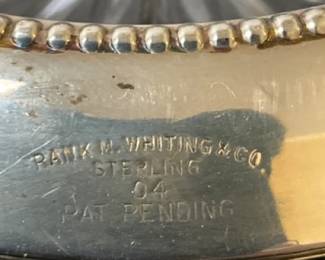 RANK M. WHITING & CO.
STERLING
04
PAT PENDING